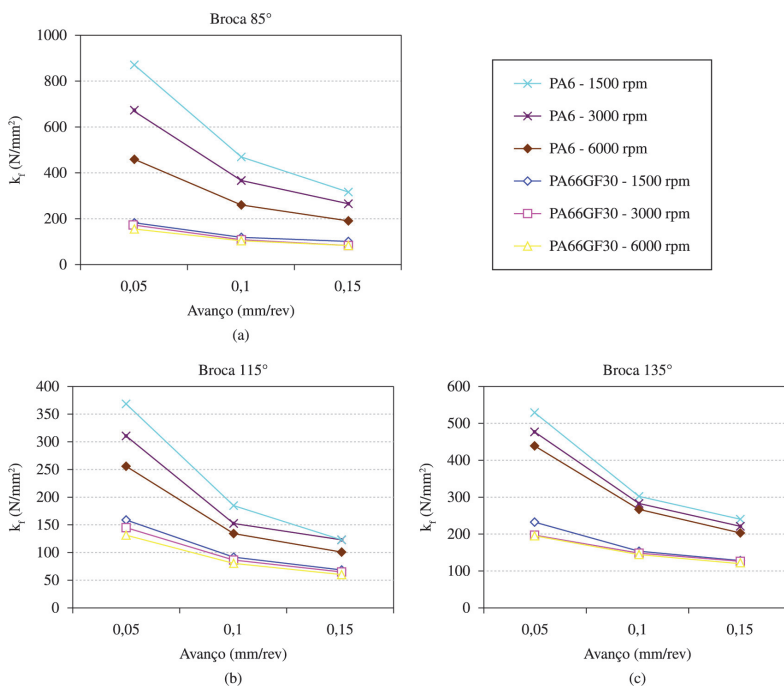 Broca 85°
1000
800
600
400
200
0
k_f (N/mm²)
0,05 0,1 0,15
Avanço (mm/rev)
(a)
PA6 - 1500 rpm
PA6 - 3000 rpm
PA6 - 6000 rpm
PA66GF30 - 1500 rpm
PA66GF30 - 3000 rpm
PA66GF30 - 6000 rpm
Broca 115°
400
350
300
250
200
150
100
50
0
k_f (N/mm²)
0,05 0,1 0,15
Avanço (mm/rev)
(b)
Broca 135°
600
500
400
300
200
100
0
k_f (N/mm²)
0,05 0,1 0,15
Avanço (mm/rev)
(c)